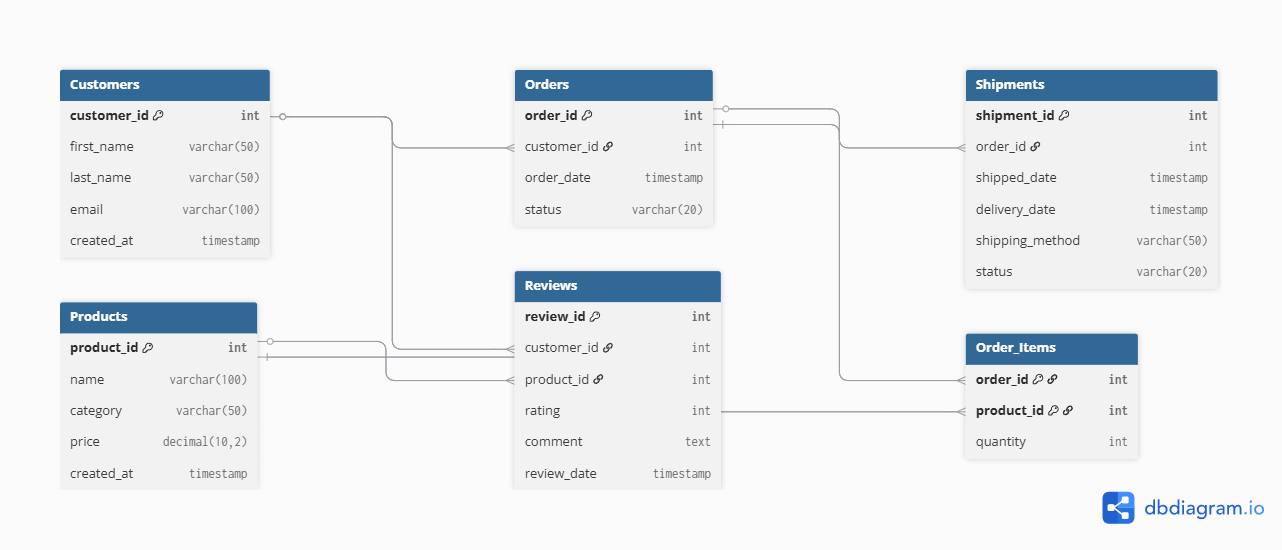 Customers
customer_id int
first_name varchar(50)
last_name varchar(50)
email varchar(100)
created_at timestamp
Products
product_id int
name varchar(100)
category varchar(50)
price decimal(10,2)
created_at timestamp
Orders
order_id int
customer_id int
order_date timestamp
status varchar(20)
Reviews
review_id int
customer_id int
product_id int
rating int
comment text
review_date timestamp
Shipments
shipment_id int
order_id int
shipped_date timestamp
delivery_date timestamp
shipping_method varchar(50)
status varchar(20)
Order_Items
order_id int
product_id int
quantity int
dbdiagram.io